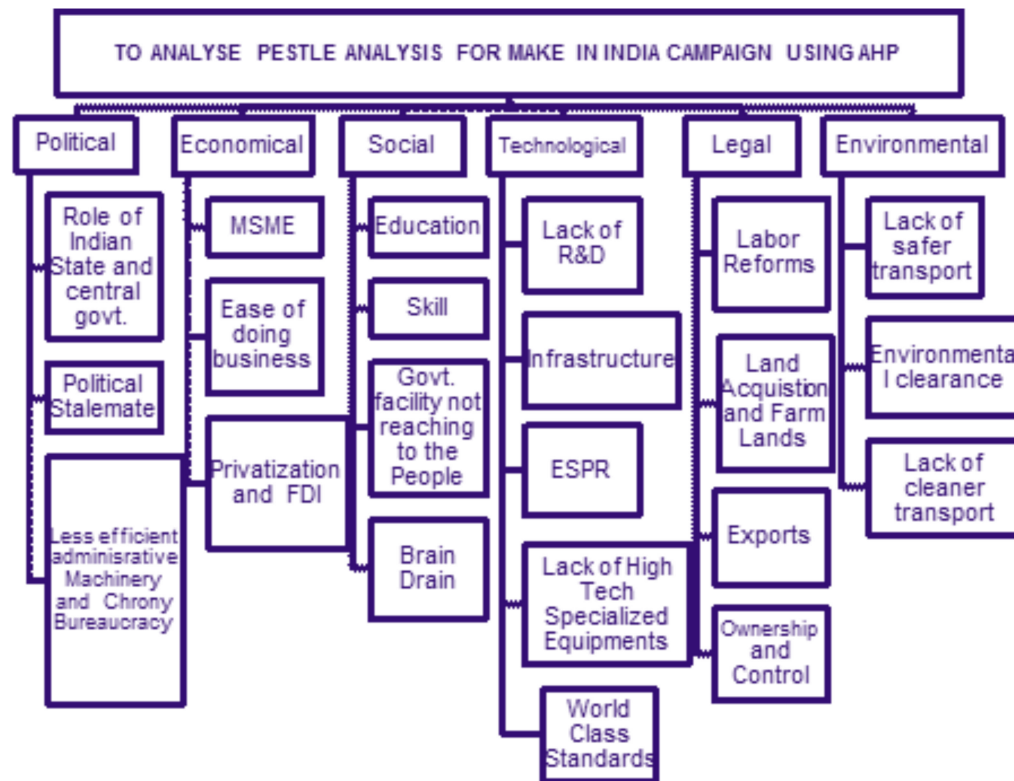 TO ANALYSE PESTLE ANALYSIS FOR MAKE IN INDIA CAMPAIGN USING AHP
Political
Role of
Indian
State and
central
govt.
Political
Stalemate
Less efficient
adminisrative
Machinery
and Chrony
Bureaucracy
Economical
MSME
Ease of
doing
business
Privatization
and FDI
Social
Education
Skill
Govt.
facility not
reaching
to the
People
Brain
Drain
Technological
Lack of
R&D
Infrastructure
ESPR
Lack of High
Tech
Specialized
Equipments
World
Class
Standards
Legal
Labor
Reforms
Land
Acquistion
and Farm
Lands
Exports
Ownership
and
Control
Environmental
Lack of
safer
transport
Environmenta
l clearance
Lack of
cleaner
transport